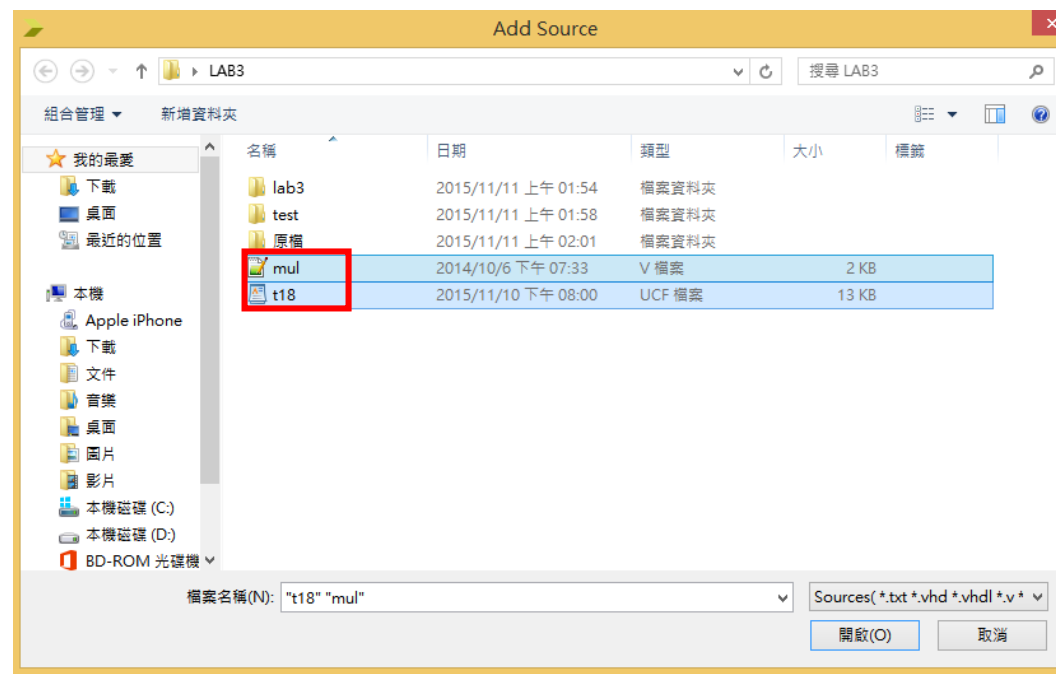 Add Source
LAB3
搜尋 LAB3
組合管理
新增資料夾
名稱 日期 類型 大小 標籤
我的最愛
下載
桌面
最近的位置
本機
Apple iPhone
下載
文件
音樂
桌面
圖片
影片
本機磁碟 (C:)
本機磁碟 (D:)
BD-ROM 光碟機
lab3 2015/11/11 上午 01:54 檔案資料夾
test 2015/11/11 上午 01:58 檔案資料夾
原檔 2015/11/11 上午 02:01 檔案資料夾
mul 2014/10/6 下午 07:33 V 檔案 2 KB
t18 2015/11/10 下午 08:00 UCF 檔案 13 KB
檔案名稱(N): "t18" "mul"
Sources( *.txt *.vhd *.vhdl *.v *
開啟(O) 取消